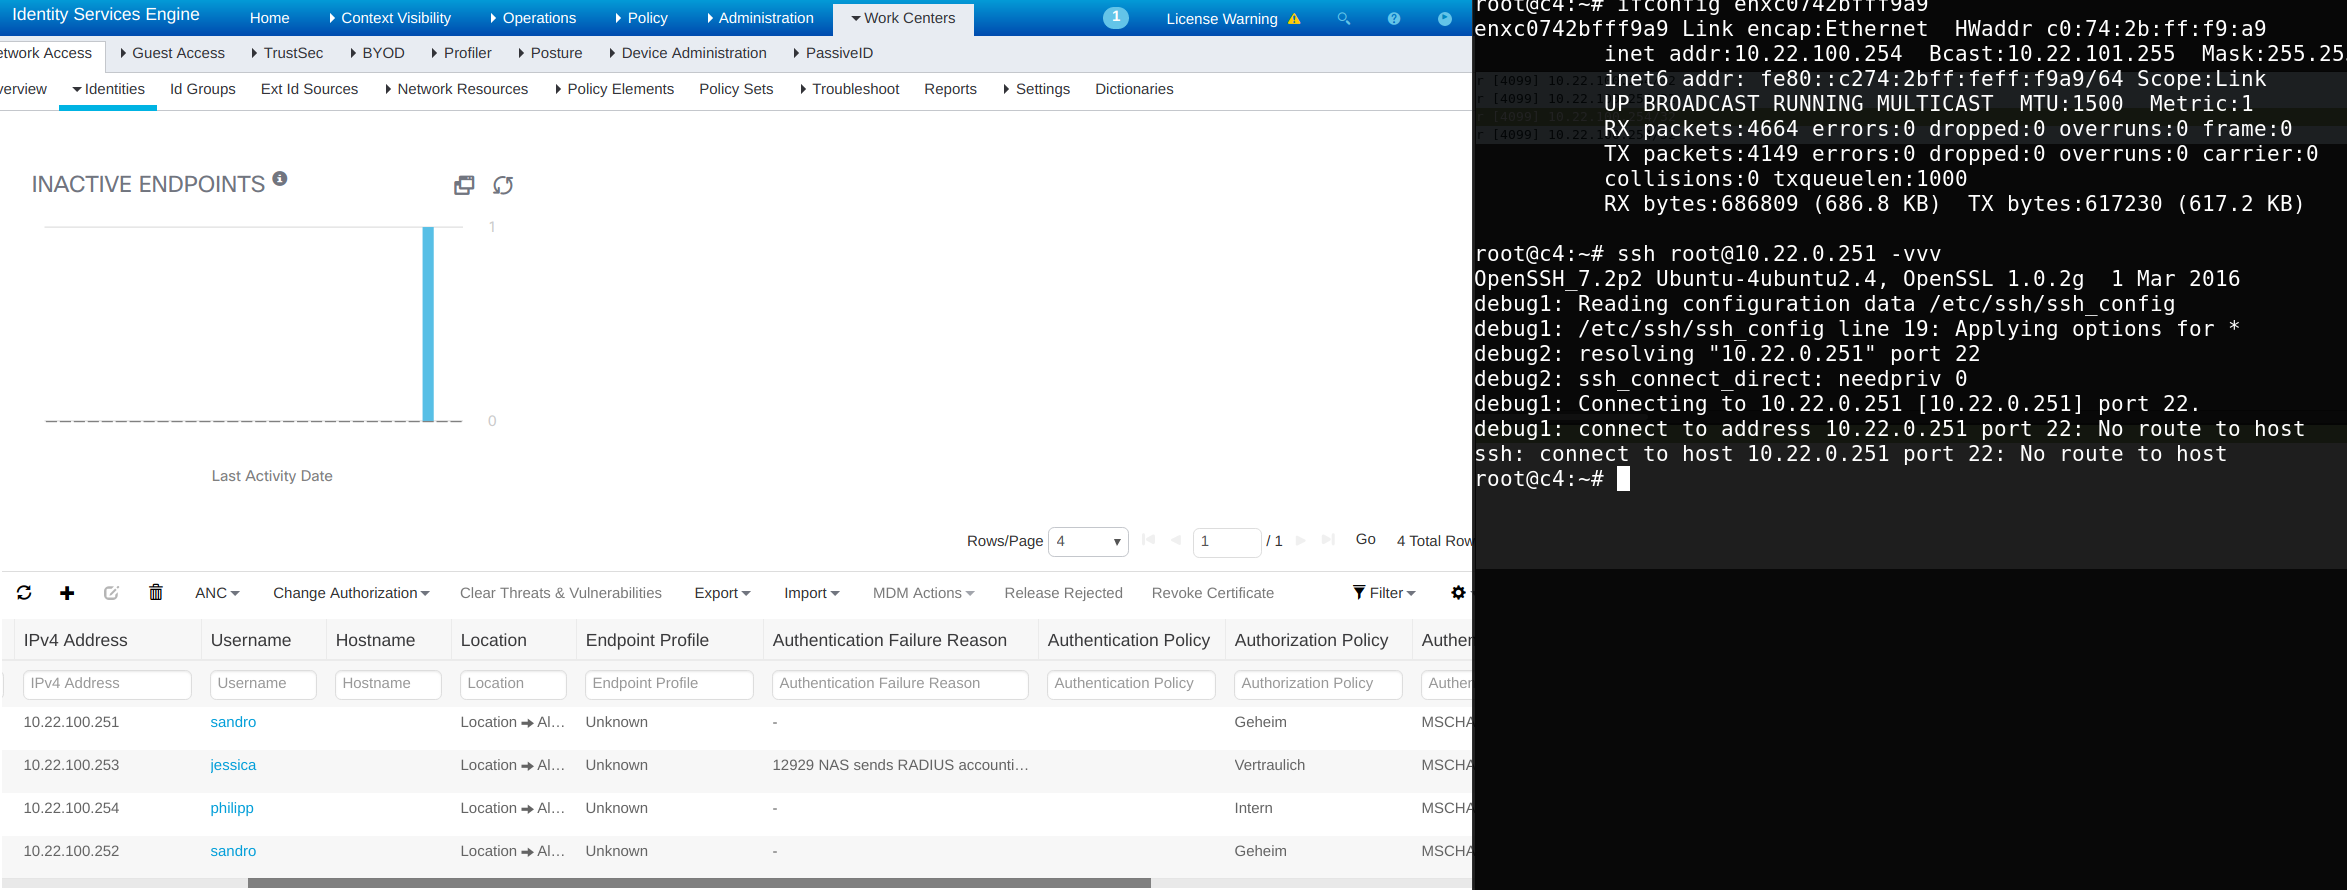 Identity Services Engine
Home
Context Visibility
Operations
Policy
Administration
Work Centers
1
License Warning
etwork Access
Guest Access
TrustSec
BYOD
Profiler
Posture
Device Administration
PassiveID
verview
Identities
Id Groups
Ext Id Sources
Network Resources
Policy Elements
Policy Sets
Troubleshoot
Reports
Settings
Dictionaries
INACTIVE ENDPOINTS
1
0
Last Activity Date
Rows/Page 4 1 / 1 Go 4 Total Row
ANC Change Authorization Clear Threats & Vulnerabilities Export Import MDM Actions Release Rejected Revoke Certificate Filter
IPv4 Address Username Hostname Location Endpoint Profile Authentication Failure Reason Authentication Policy Authorization Policy Auther
IPv4 Address Username Hostname Location Endpoint Profile Authentication Failure Reason Authentication Policy Authorization Policy Auther
10.22.100.251 sandro Location ➡ Al... Unknown - Geheim MSCHA
10.22.100.253 jessica Location ➡ Al... Unknown 12929 NAS sends RADIUS accounti... Vertraulich MSCHA
10.22.100.254 philipp Location ➡ Al... Unknown - Intern MSCHA
10.22.100.252 sandro Location ➡ Al... Unknown - Geheim MSCHA
root@c4:~# ifconfig enxc0742bfff9a9
enxc0742bfff9a9 Link encap:Ethernet  HWaddr c0:74:2b:ff:f9:a9
inet addr:10.22.100.254  Bcast:10.22.101.255  Mask:255.25
inet6 addr: fe80::c274:2bff:feff:f9a9/64 Scope:Link
UP BROADCAST RUNNING MULTICAST  MTU:1500  Metric:1
RX packets:4664 errors:0 dropped:0 overruns:0 frame:0
TX packets:4149 errors:0 dropped:0 overruns:0 carrier:0
collisions:0 txqueuelen:1000
RX bytes:686809 (686.8 KB)  TX bytes:617230 (617.2 KB)
root@c4:~# ssh root@10.22.0.251 -vvv
OpenSSH_7.2p2 Ubuntu-4ubuntu2.4, OpenSSL 1.0.2g  1 Mar 2016
debug1: Reading configuration data /etc/ssh/ssh_config
debug1: /etc/ssh/ssh_config line 19: Applying options for *
debug2: resolving "10.22.0.251" port 22
debug2: ssh_connect_direct: needpriv 0
debug1: Connecting to 10.22.0.251 [10.22.0.251] port 22.
debug1: connect to address 10.22.0.251 port 22: No route to host
ssh: connect to host 10.22.0.251 port 22: No route to host
root@c4:~#